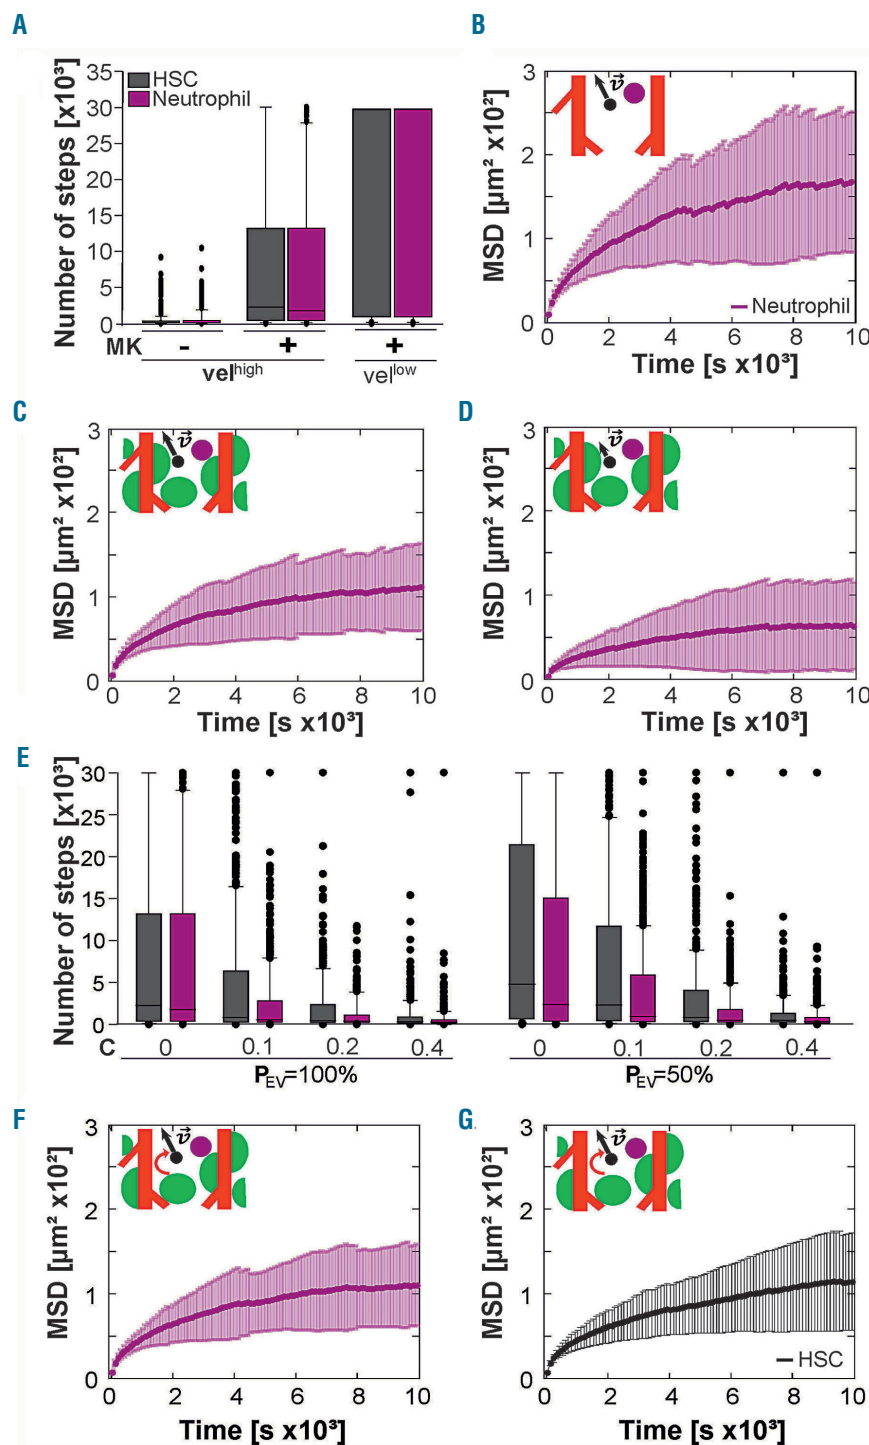 A
Number of steps [x10³]
35
30
25
20
15
10
5
0
HSC
Neutrophil
MK - + +
vel^high vel^low
B
MSD [µm² x10²]
3
2
1
0
v⃗
Neutrophil
0 2 4 6 8 10
Time [s x10³]
C
MSD [µm² x10²]
3
2
1
0
v⃗
0 2 4 6 8 10
Time [s x10³]
D
MSD [µm² x10²]
3
2
1
0
v⃗
0 2 4 6 8 10
Time [s x10³]
E
Number of steps [x10³]
30
25
20
15
10
5
0
C 0 0.1 0.2 0.4 0 0.1 0.2 0.4
P_EV=100% P_EV=50%
F
MSD [µm² x10²]
3
2
1
0
v⃗
0 2 4 6 8 10
Time [s x10³]
G.
MSD [µm² x10²]
3
2
1
0
v⃗
HSC
0 2 4 6 8 10
Time [s x10³]